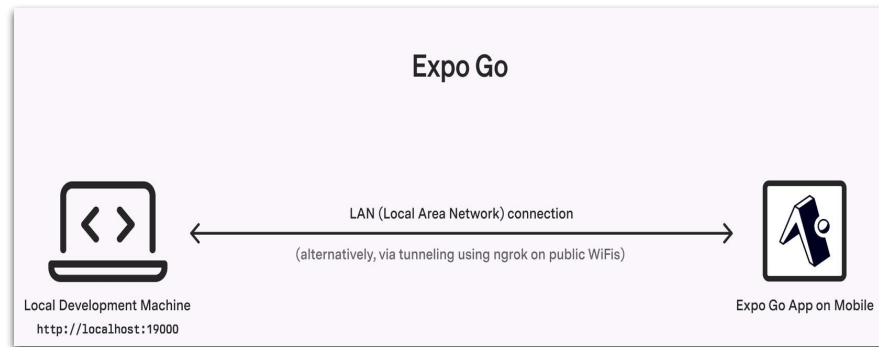 Expo Go
LAN (Local Area Network) connection
(alternatively, via tunneling using ngrok on public WiFis)
Local Development Machine
http://localhost:19000
Expo Go App on Mobile